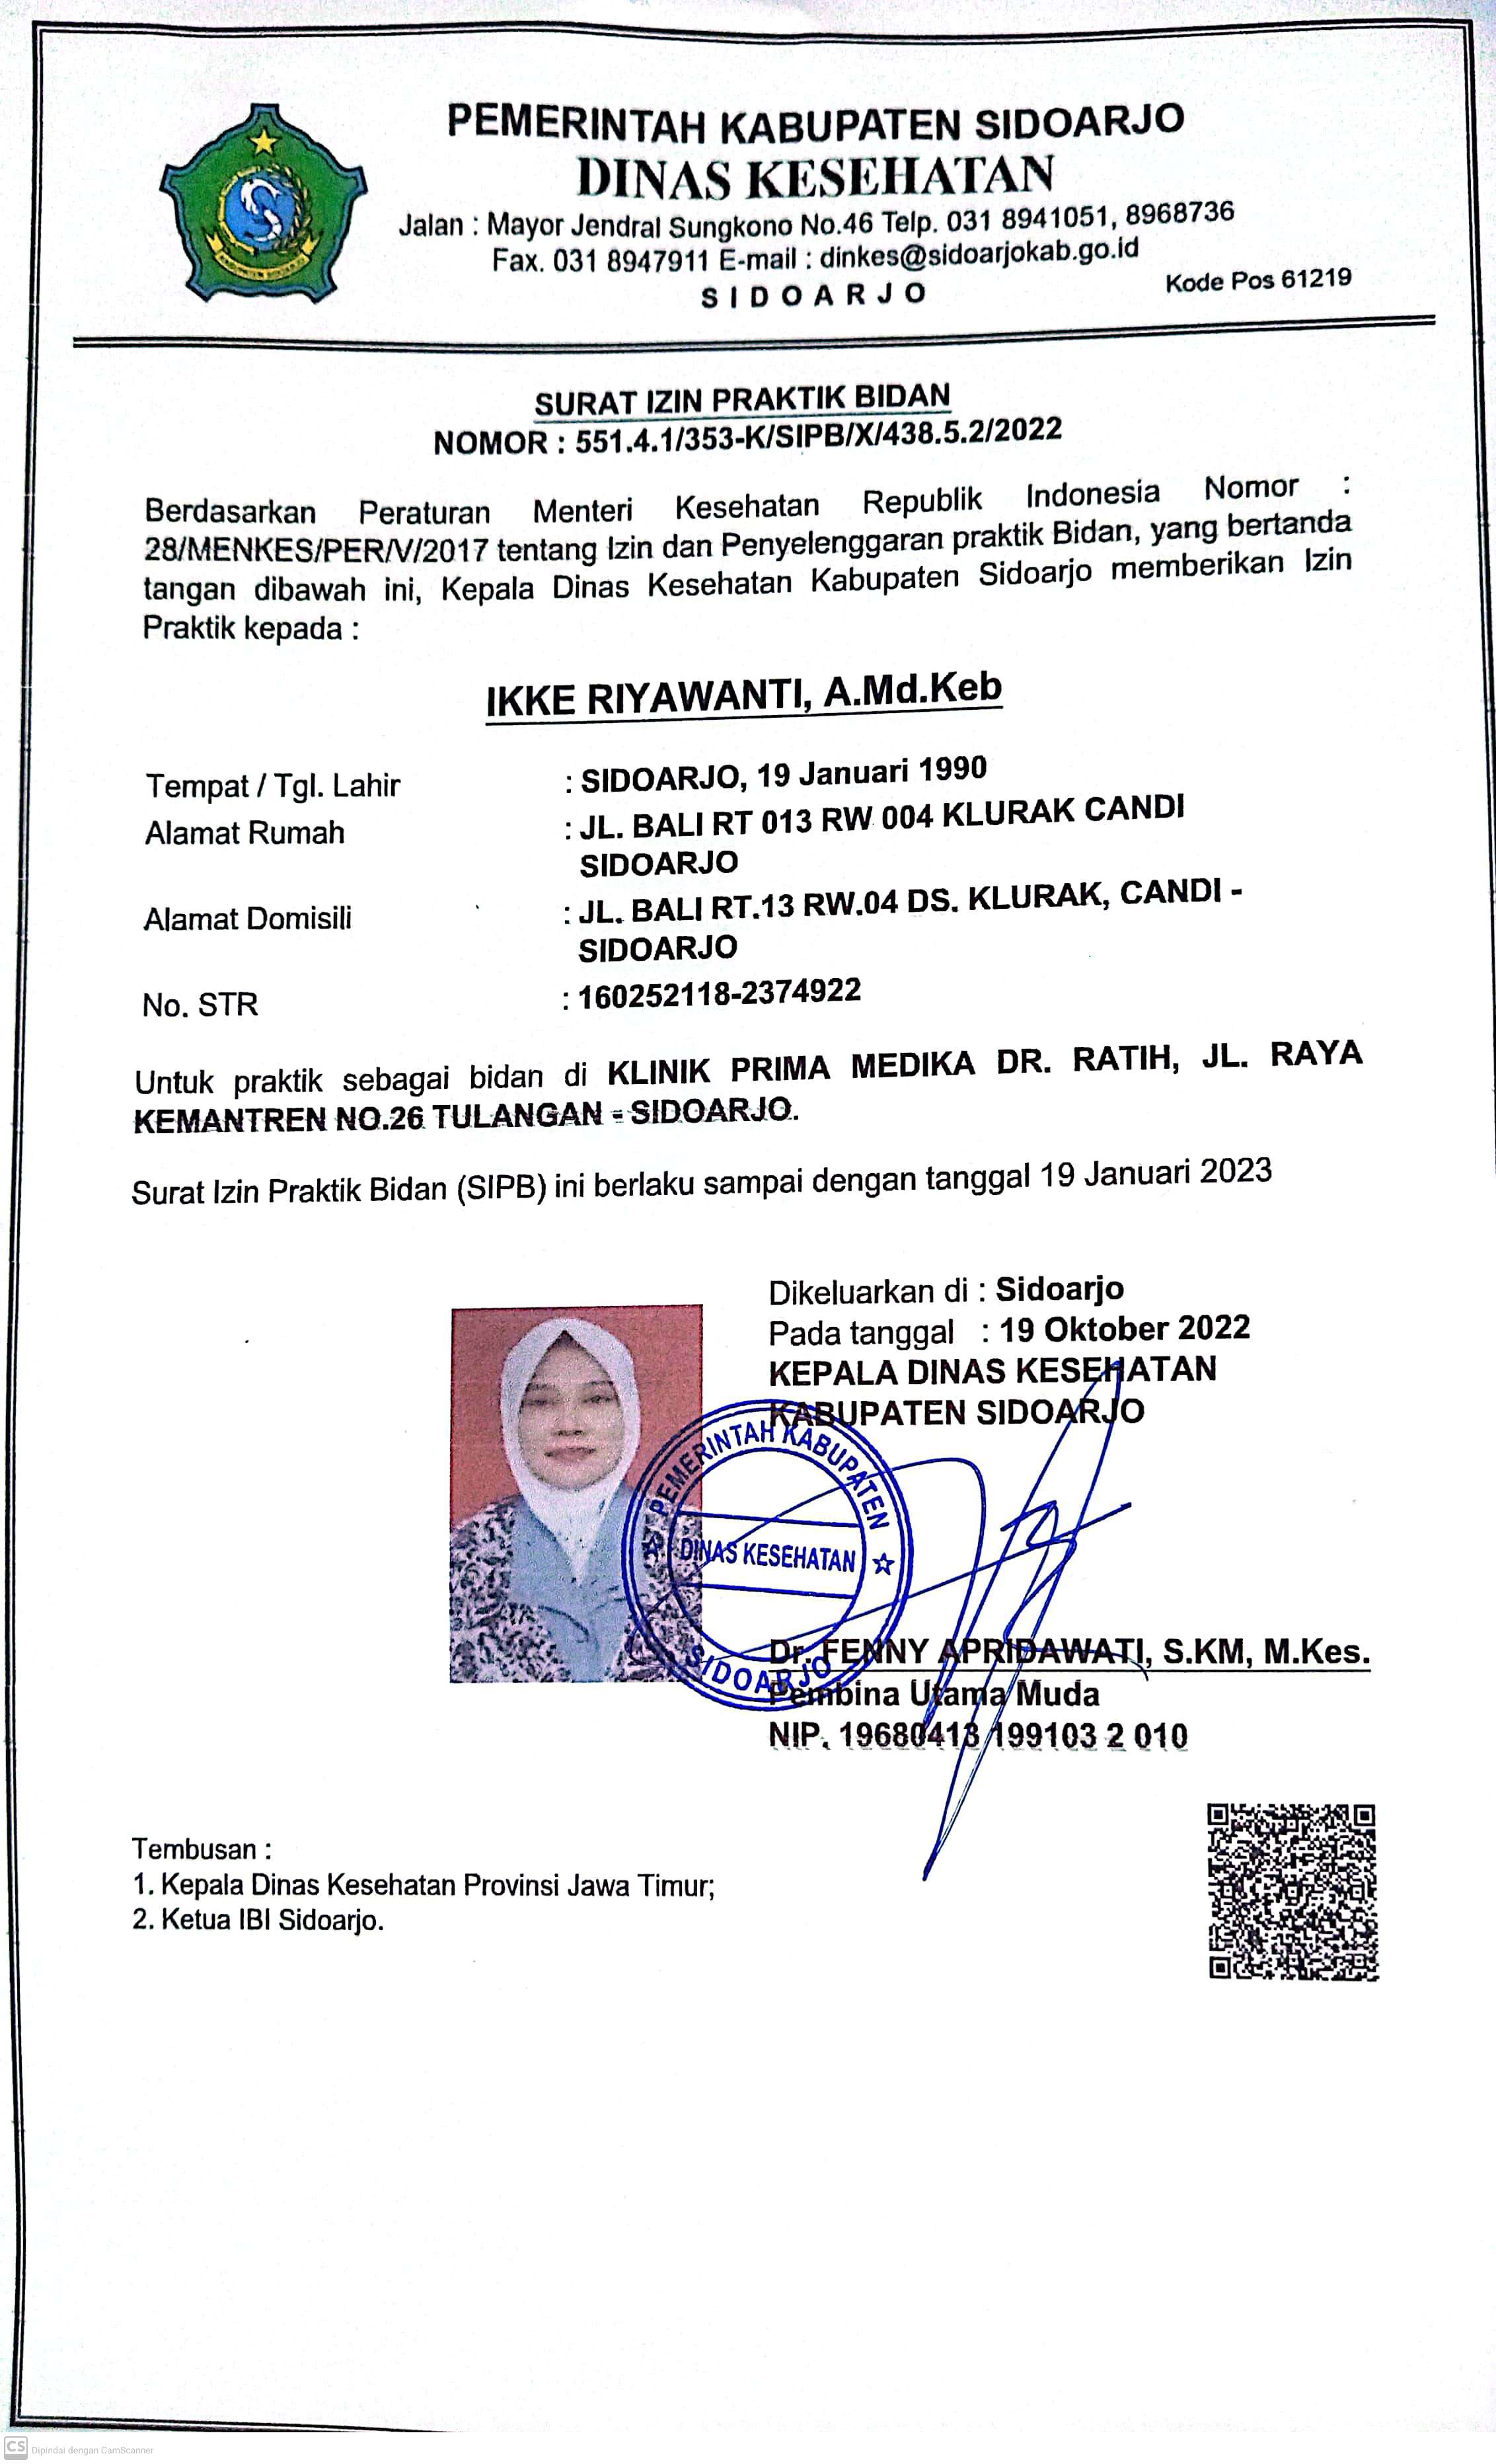 PEMERINTAH KABUPATEN SIDOARJO
DINAS KESEHATAN
Jalan : Mayor Jendral Sungkono No.46 Telp. 031 8941051, 8968736
Fax. 031 8947911 E-mail : dinkes@sidoarjokab.go.id
Kode Pos 61219
S I D O A R J O
SURAT IZIN PRAKTIK BIDAN
NOMOR : 551.4.1/353-K/SIPB/X/438.5.2/2022
Berdasarkan Peraturan Menteri Kesehatan Republik Indonesia Nomor :
28/MENKES/PER/V/2017 tentang Izin dan Penyelenggaran praktik Bidan, yang bertanda
tangan dibawah ini, Kepala Dinas Kesehatan Kabupaten Sidoarjo memberikan Izin
Praktik kepada :
IKKE RIYAWANTI, A.Md.Keb
Tempat / Tgl. Lahir : SIDOARJO, 19 Januari 1990
Alamat Rumah : JL. BALI RT 013 RW 004 KLURAK CANDI
SIDOARJO
Alamat Domisili : JL. BALI RT.13 RW.04 DS. KLURAK, CANDI -
SIDOARJO
No. STR : 160252118-2374922
Untuk praktik sebagai bidan di KLINIK PRIMA MEDIKA DR. RATIH, JL. RAYA
KEMANTREN NO.26 TULANGAN - SIDOARJO.
Surat Izin Praktik Bidan (SIPB) ini berlaku sampai dengan tanggal 19 Januari 2023
Dikeluarkan di : Sidoarjo
Pada tanggal : 19 Oktober 2022
KEPALA DINAS KESEHATAN
KABUPATEN SIDOARJO
PEMERINTAH KABUPATEN
DINAS KESEHATAN
SIDOARJO
Dr. FENNY APRIDAWATI, S.KM, M.Kes.
Pembina Utama Muda
NIP. 19680413 199103 2 010
Tembusan :
1. Kepala Dinas Kesehatan Provinsi Jawa Timur;
2. Ketua IBI Sidoarjo.
CS Dipindai dengan CamScanner